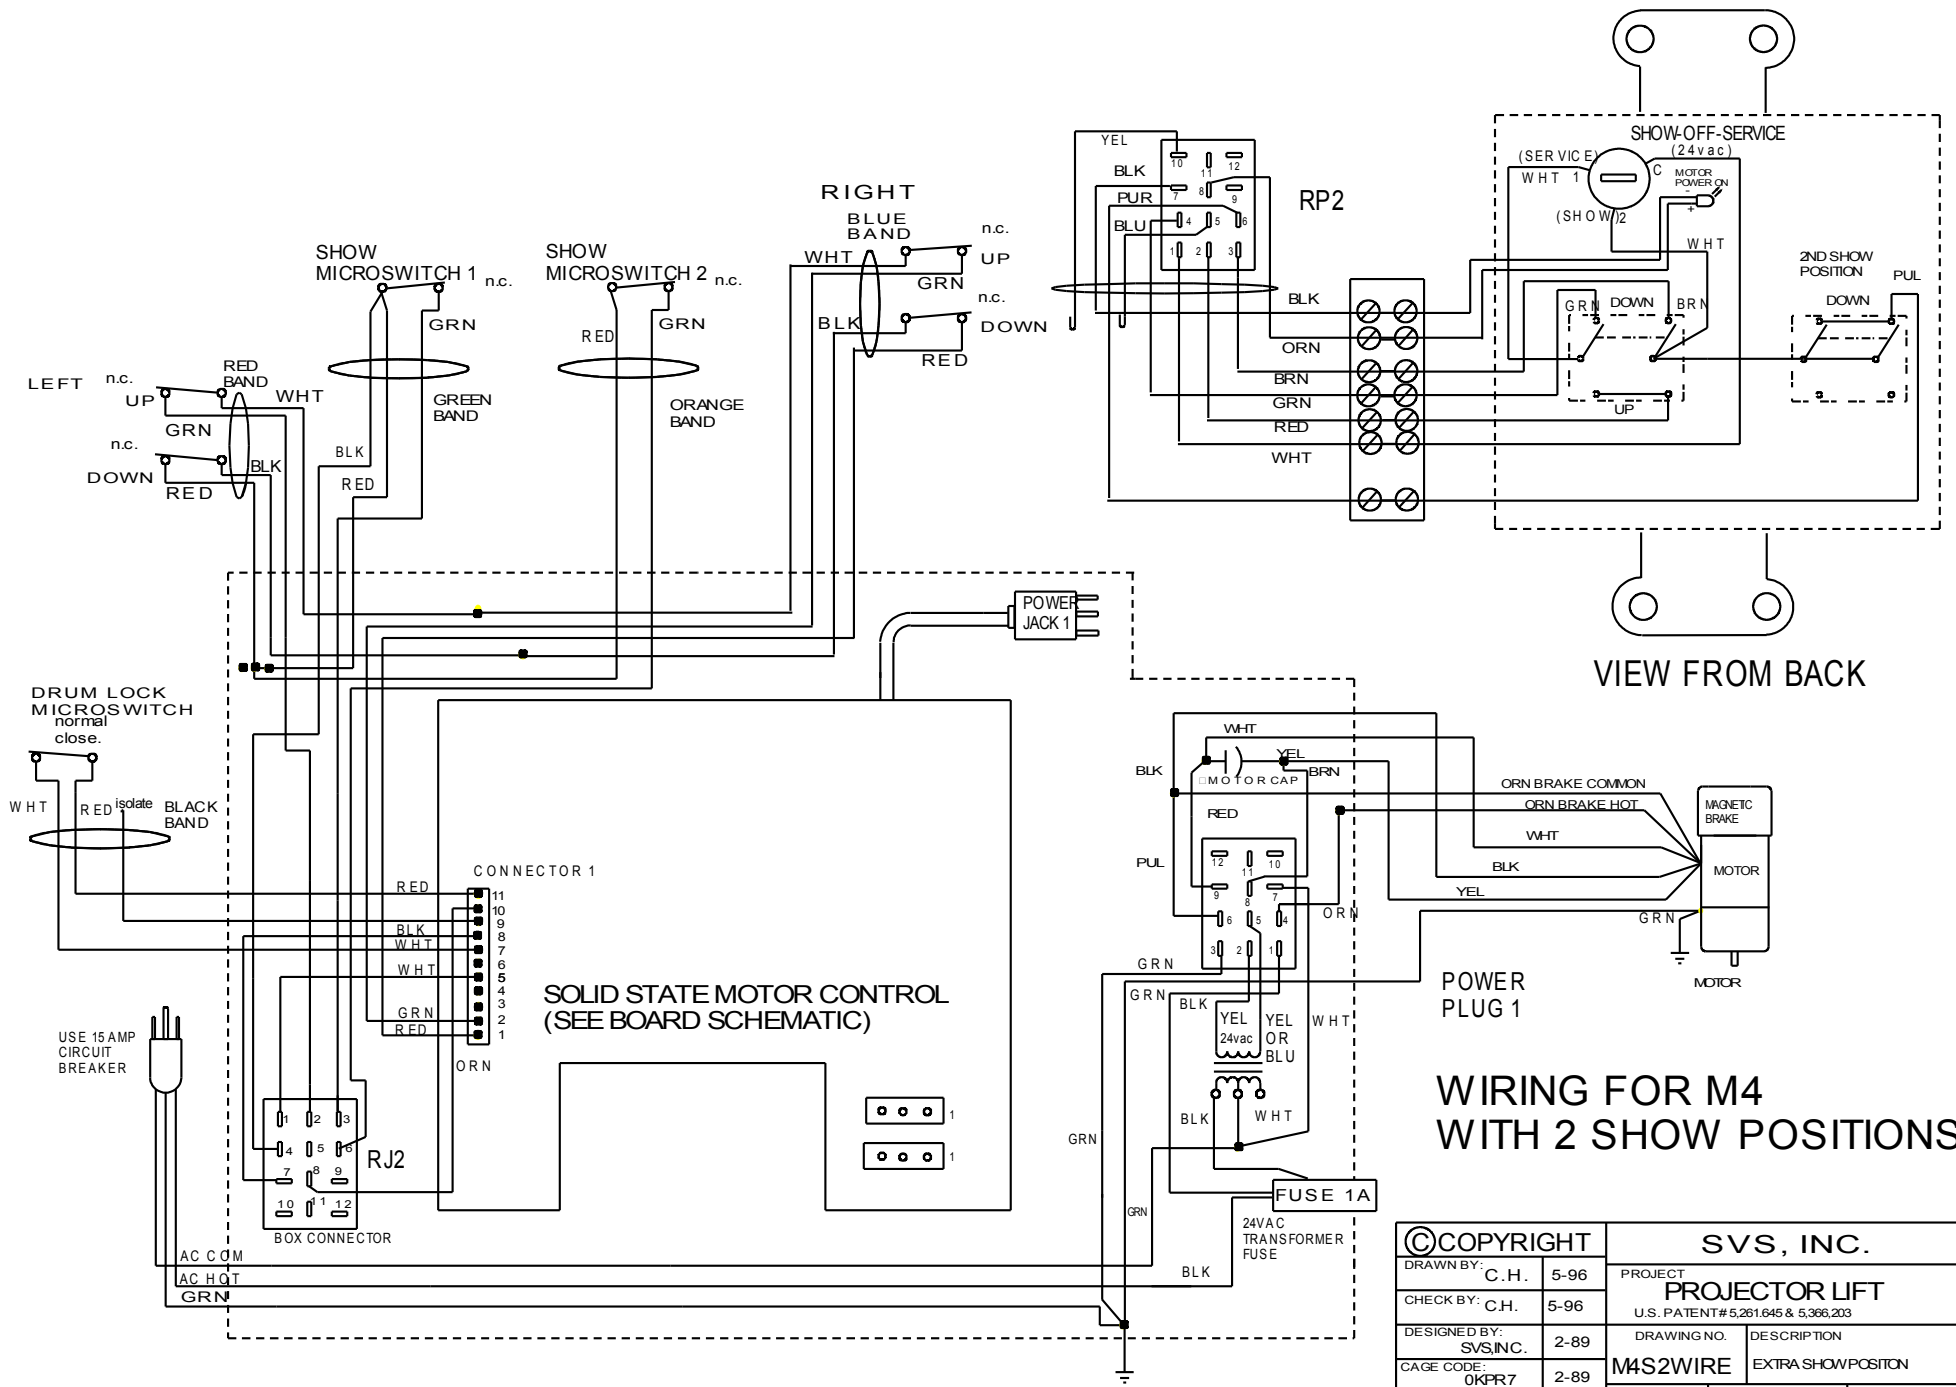 SHOW-OFF-SERVICE
(24vac)
(SERVICE)
WHT 1
C
MOTOR
POWER ON
-
+
(SHOW)
2
WHT
2ND SHOW
POSITION
PUL
GRN
DOWN
BRN
DOWN
UP
VIEW FROM BACK
YEL
BLK
PUR
BLU
10
11
12
7
8
9
4
5
6
1
2
3
RP2
BLK
ORN
BRN
GRN
RED
WHT
RIGHT
BLUE
BAND
WHT
n.c.
UP
GRN
n.c.
BLK
DOWN
RED
SHOW
MICROSWITCH 1
n.c.
GRN
GREEN
BAND
BLK
RED
SHOW
MICROSWITCH 2
n.c.
GRN
RED
ORANGE
BAND
LEFT
n.c.
UP
RED
BAND
WHT
GRN
n.c.
BLK
DOWN
RED
DRUM LOCK
MICROSWITCH
normal
close.
WHT
RED
isolate
BLACK
BAND
POWER
JACK 1
CONNECTOR 1
RED
11
10
9
BLK
8
WHT
7
6
WHT
5
4
3
GRN
2
RED
1
ORN
SOLID STATE MOTOR CONTROL
(SEE BOARD SCHEMATIC)
1
1
USE 15 AMP
CIRCUIT
BREAKER
1
2
3
4
5
6
7
8
9
10
11
12
RJ2
BOX CONNECTOR
AC COM
AC HOT
GRN
BLK
WHT
YEL
BLK
MOTOR CAP
BRN
RED
PUL
12
11
10
9
8
7
6
5
4
3
2
1
ORN
GRN
GRN
BLK
YEL
24vac
YEL
OR
BLU
WHT
BLK
WHT
GRN
GRN
FUSE 1A
24VAC
TRANSFORMER
FUSE
POWER
PLUG 1
ORN BRAKE COMMON
ORN BRAKE HOT
WHT
BLK
YEL
GRN
MAGNETIC
BRAKE
MOTOR
MOTOR
WIRING FOR M4
WITH 2 SHOW POSITIONS
©COPYRIGHT
DRAWN BY: C.H. 5-96
CHECK BY: C.H. 5-96
DESIGNED BY: SVS,INC. 2-89
CAGE CODE: 0KPR7 2-89
SVS, INC.
PROJECT
PROJECTOR LIFT
U.S. PATENT# 5,261.645 & 5,366,203
DRAWING NO.
M4S2WIRE
DESCRIPTION
EXTRA SHOW POSITON